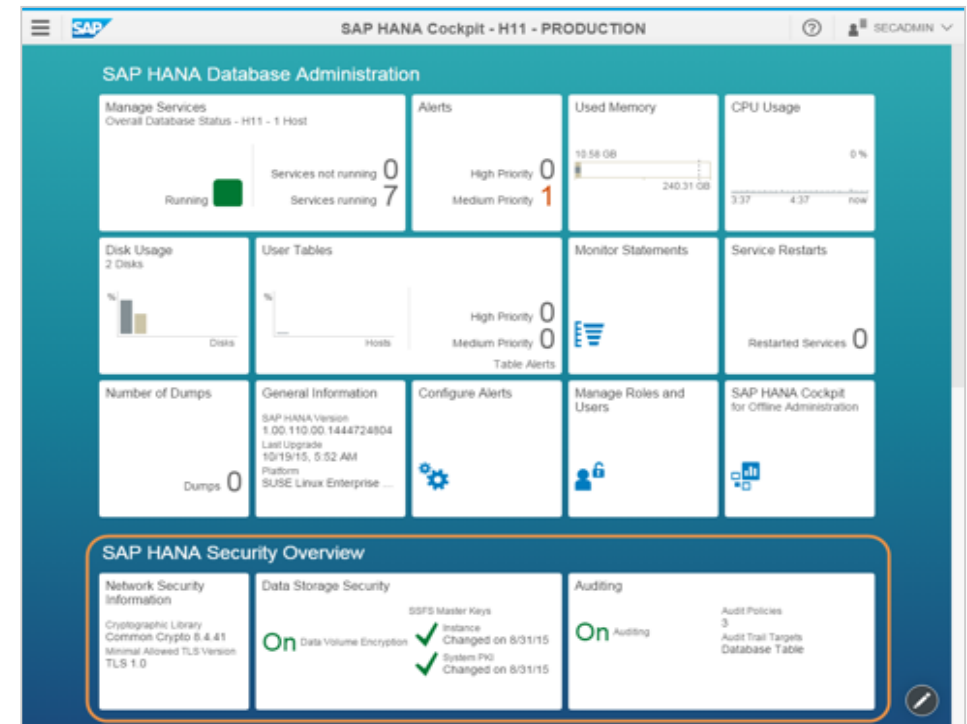 SAP
SAP HANA Cockpit - H11 - PRODUCTION
SECADMIN
SAP HANA Database Administration
Manage Services
Overall Database Status - H11 - 1 Host
Running
Services not running 0
Services running 7
Alerts
High Priority 0
Medium Priority 1
Used Memory
10.58 GB
240.31 GB
CPU Usage
0 %
3:37 4:37 now
Disk Usage
2 Disks
%
Disks
User Tables
%
Hosts
High Priority 0
Medium Priority 0
Table Alerts
Monitor Statements
Service Restarts
Restarted Services 0
Number of Dumps
Dumps 0
General Information
SAP HANA Version
1.00.110.00.1444724804
Last Upgrade
10/19/15, 5:52 AM
Platform
SUSE Linux Enterprise ...
Configure Alerts
Manage Roles and
Users
SAP HANA Cockpit
for Offline Administration
SAP HANA Security Overview
Network Security
Information
Cryptographic Library
Common Crypto 8.4.41
Minimal Allowed TLS Version
TLS 1.0
Data Storage Security
On Data Volume Encryption
SSFS Master Keys
Instance
Changed on 8/31/15
System PKI
Changed on 8/31/15
Auditing
On Auditing
Audit Policies
3
Audit Trail Targets
Database Table